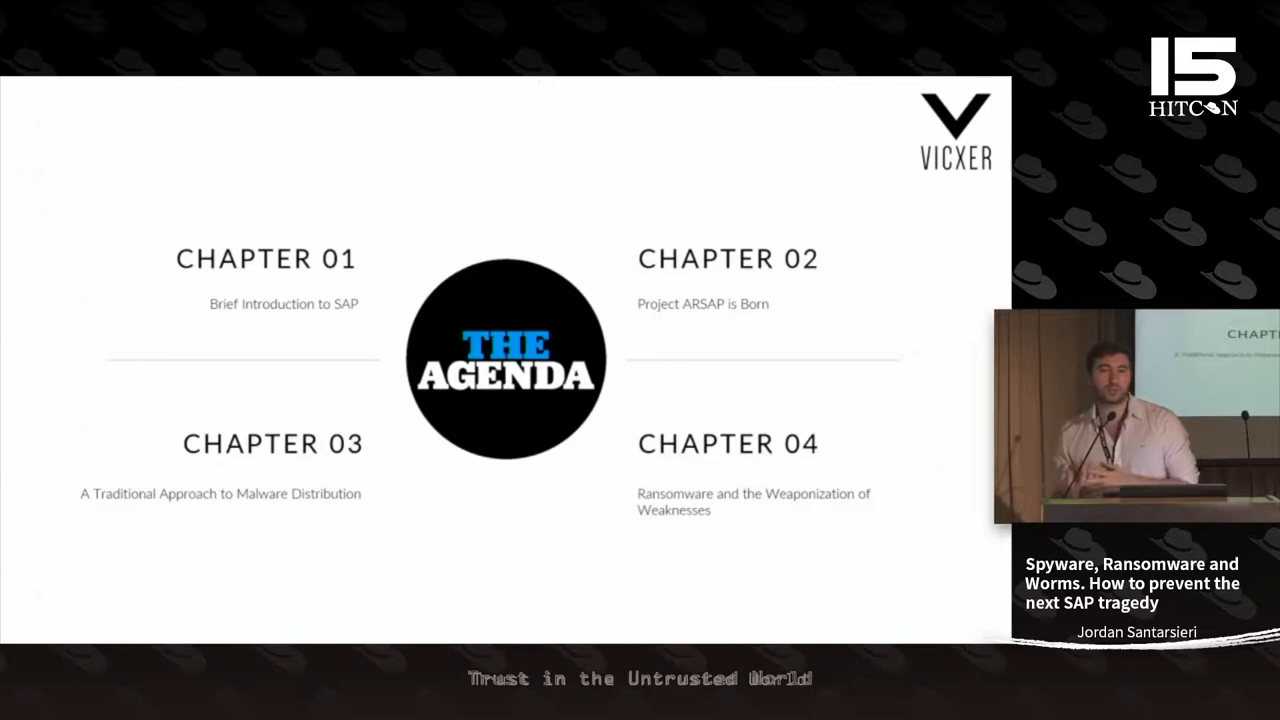 15
HITCON
VICXER
CHAPTER 01
Brief Introduction to SAP
CHAPTER 02
Project ARSAP is Born
THE
AGENDA
CHAPTER 03
A Traditional Approach to Malware Distribution
CHAPTER 04
Ransomware and the Weaponization of
Weaknesses
CHAPT
Spyware, Ransomware and
Worms. How to prevent the
next SAP tragedy
Jordan Santarsieri
Trust in the Untrusted World